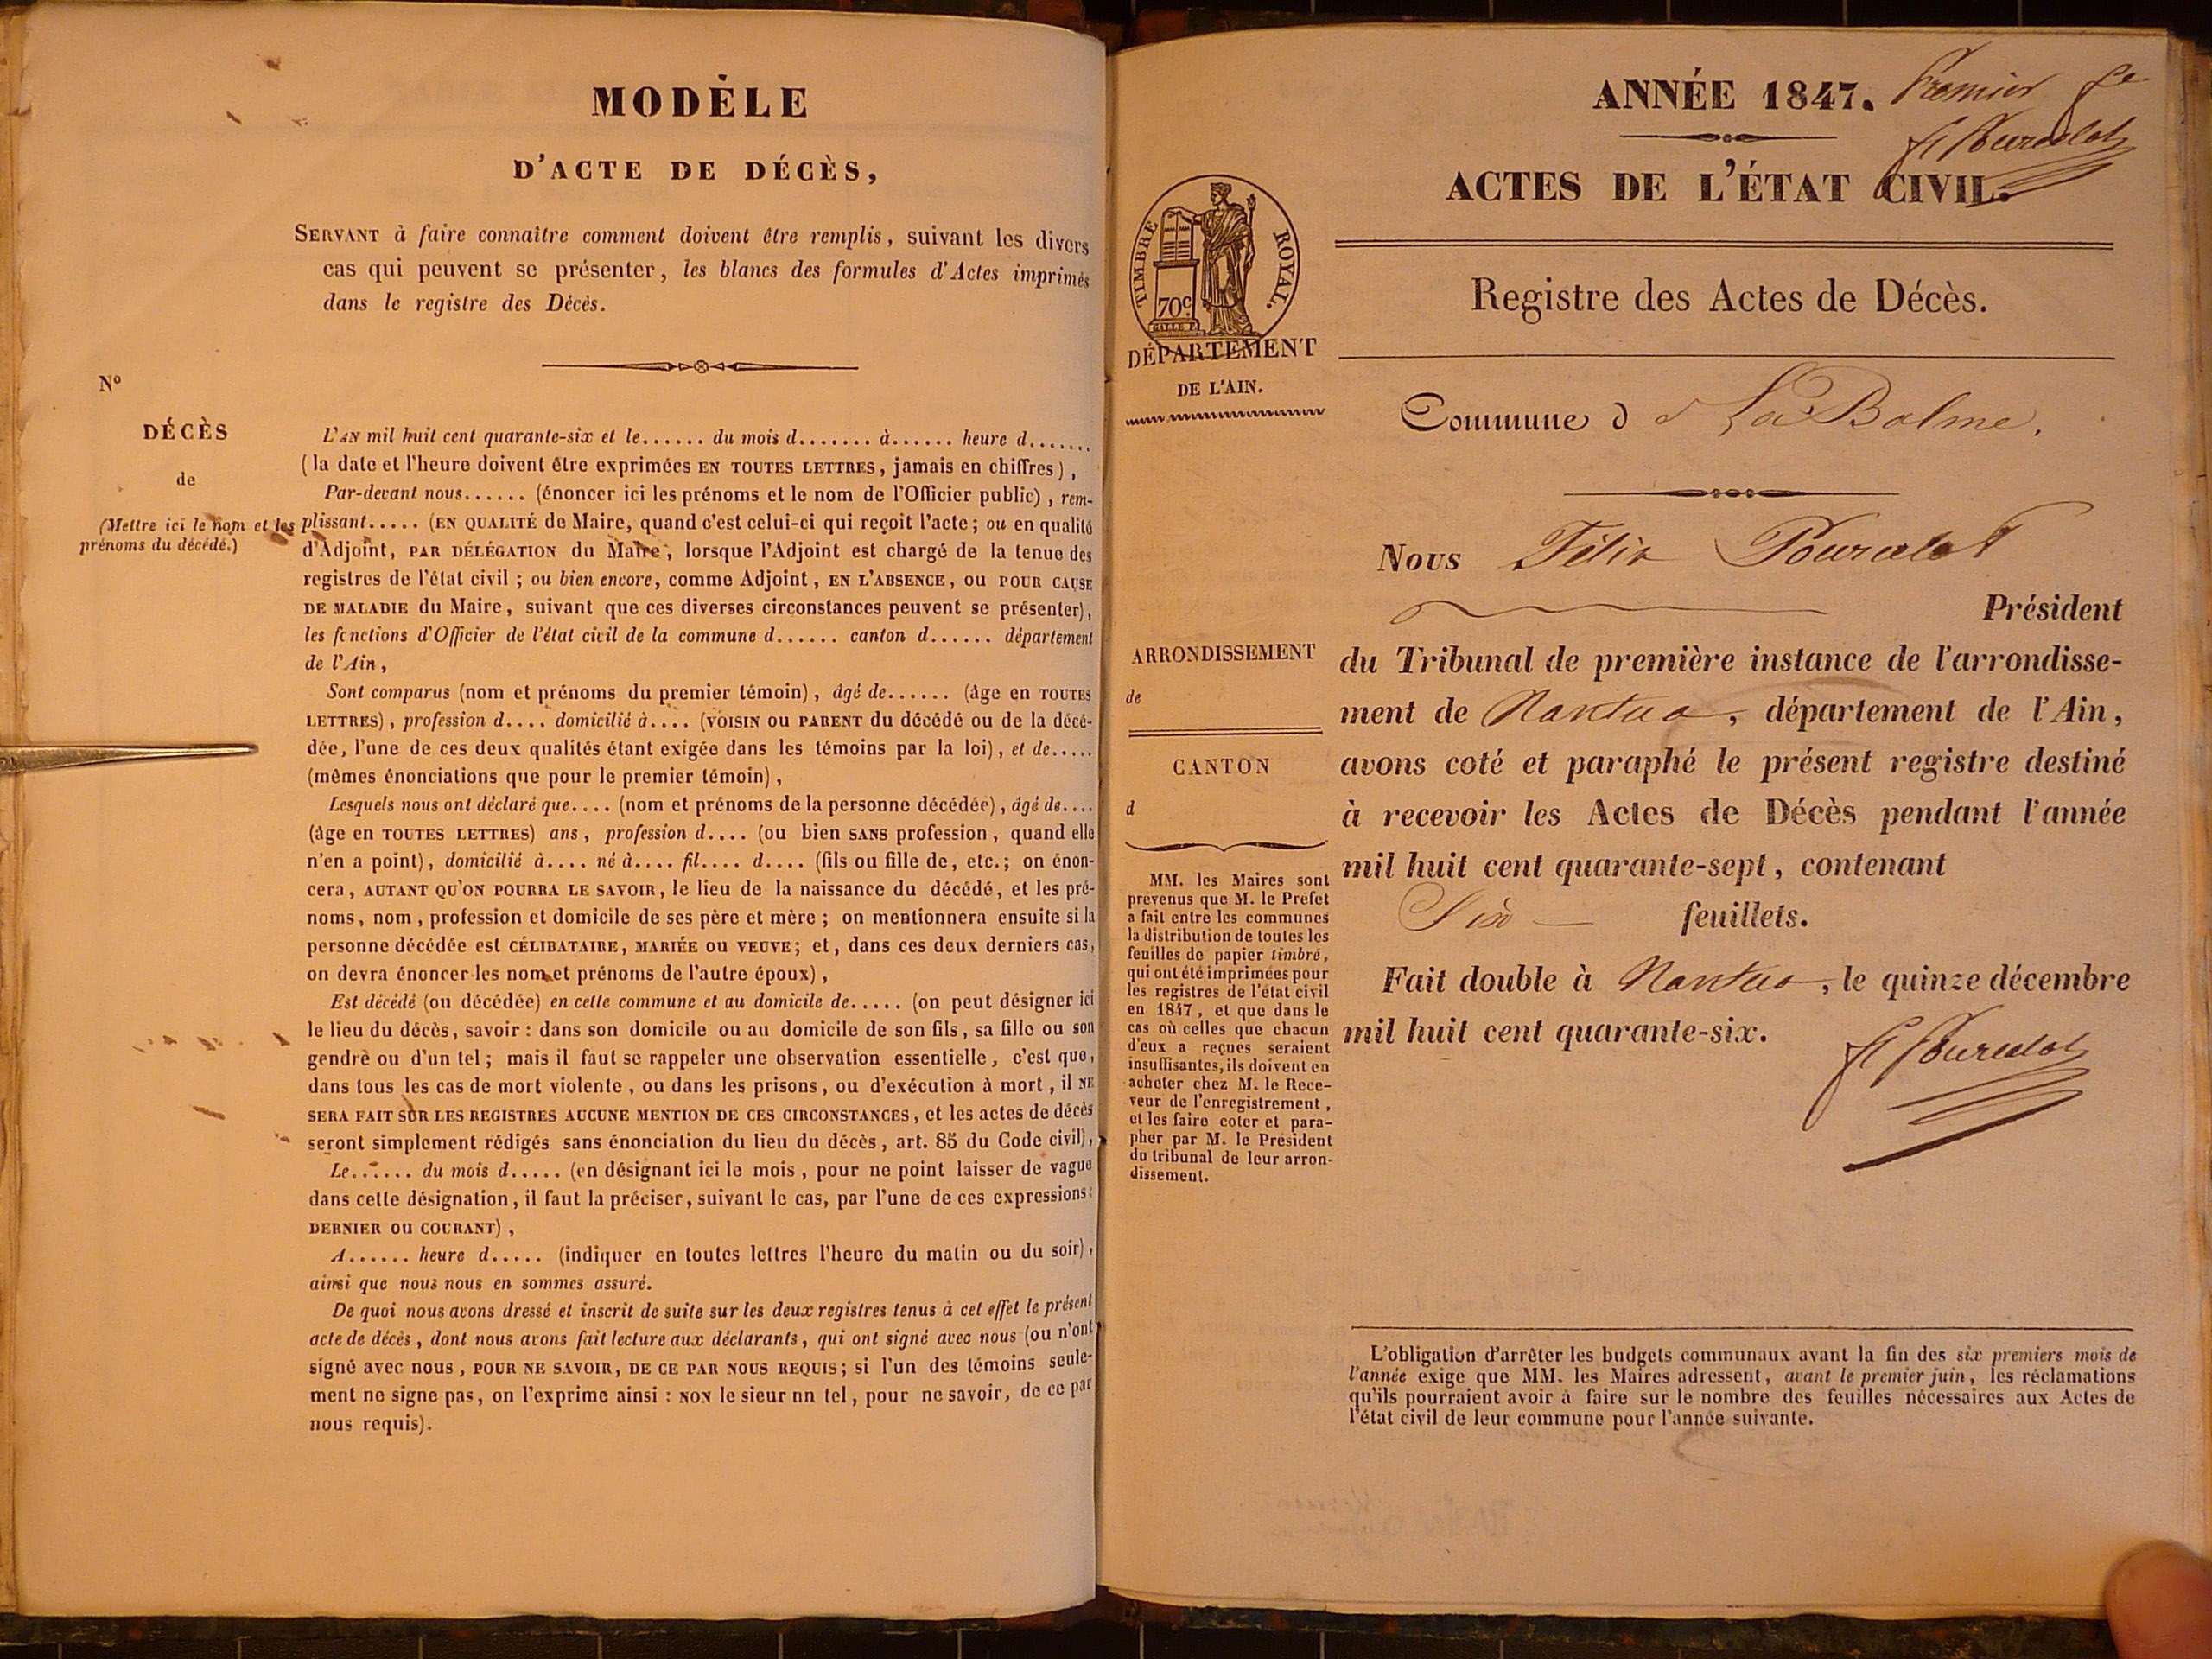 MODÈLE
D'ACTE DE DÉCÈS,
SERVANT à faire connaître comment doivent être remplis, suivant les divers
cas qui peuvent se présenter, les blancs des formules d'Actes imprimés
dans le registre des Décès.
N°
DÉCÈS
de
(Mettre ici le nom et les
prénoms du décédé.)
L'AN mil huit cent quarante-six et le...... du mois d....... à...... heure d.......
(la date et l'heure doivent être exprimées EN TOUTES LETTRES, jamais en chiffres),
Par-devant nous...... (énoncer ici les prénoms et le nom de l'Officier public), rem-
plissant..... (EN QUALITÉ de Maire, quand c'est celui-ci qui reçoit l'acte; ou en qualité
d'Adjoint, PAR DÉLÉGATION du Maire, lorsque l'Adjoint est chargé de la tenue des
registres de l'état civil; ou bien encore, comme Adjoint, EN L'ABSENCE, OU POUR CAUSE
DE MALADIE du Maire, suivant que ces diverses circonstances peuvent se présenter),
les fonctions d'Officier de l'état civil de la commune d...... canton d...... département
de l'Ain,
Sont comparus (nom et prénoms du premier témoin), âgé de...... (âge en TOUTES
LETTRES), profession d.... domicilié à.... (VOISIN OU PARENT du décédé ou de la décé-
dée, l'une de ces deux qualités étant exigée dans les témoins par la loi), et de.....
(mêmes énonciations que pour le premier témoin),
Lesquels nous ont déclaré que.... (nom et prénoms de la personne décédée), âgé de....
(âge en TOUTES LETTRES) ans, profession d.... (ou bien SANS profession, quand elle
n'en a point), domicilié à.... né à.... fil.... d.... (fils ou fille de, etc.; on énon-
cera, AUTANT QU'ON POURRA LE SAVOIR, le lieu de la naissance du décédé, et les pré-
noms, nom, profession et domicile de ses père et mère; on mentionnera ensuite si la
personne décédée est CÉLIBATAIRE, MARIÉE OU VEUVE; et, dans ces deux derniers cas,
on devra énoncer les nom et prénoms de l'autre époux),
Est décédé (ou décédée) en cette commune et au domicile de..... (on peut désigner ici
le lieu du décès, savoir: dans son domicile ou au domicile de son fils, sa fille ou son
gendre ou d'un tel; mais il faut se rappeler une observation essentielle, c'est que,
dans tous les cas de mort violente, ou dans les prisons, ou d'exécution à mort, il NE
SERA FAIT SUR LES REGISTRES AUCUNE MENTION DE CES CIRCONSTANCES, et les actes de décès
seront simplement rédigés sans énonciation du lieu du décès, art. 85 du Code civil),
Le...... du mois d..... (en désignant ici le mois, pour ne point laisser de vague
dans cette désignation, il faut la préciser, suivant le cas, par l'une de ces expressions:
DERNIER OU COURANT),
A...... heure d..... (indiquer en toutes lettres l'heure du matin ou du soir),
ainsi que nous nous en sommes assuré.
De quoi nous avons dressé et inscrit de suite sur les deux registres tenus à cet effet le présent
acte de décès, dont nous avons fait lecture aux déclarants, qui ont signé avec nous (ou n'ont
signé avec nous, POUR NE SAVOIR, DE CE PAR NOUS REQUIS; si l'un des témoins seule-
ment ne signe pas, on l'exprime ainsi: NON le sieur un tel, pour ne savoir, de ce par
nous requis).
ANNÉE 1847.
Premier fe
fl Pourcelot
ACTES DE L'ÉTAT CIVIL.
TIMBRE ROYAL.
70c.
GALLE F.
Registre des Actes de Décès.
DÉPARTEMENT
DE L'AIN.
Commune d e La Balme.
Nous Félix Pourcelot
Président
du Tribunal de première instance de l'arrondisse-
ment de Nantua, département de l'Ain,
avons coté et paraphé le présent registre destiné
à recevoir les Actes de Décès pendant l'année
mil huit cent quarante-sept, contenant
Six feuillets.
Fait double à Nantua, le quinze décembre
mil huit cent quarante-six.
fl Pourcelot
ARRONDISSEMENT
de
CANTON
d
MM. les Maires sont
prévenus que M. le Préfet
a fait entre les communes
la distribution de toutes les
feuilles de papier timbré,
qui ont été imprimées pour
les registres de l'état civil
en 1847, et que dans le
cas où celles que chacun
d'eux a reçues seraient
insuffisantes, ils doivent en
acheter chez M. le Rece-
veur de l'enregistrement,
et les faire coter et para-
pher par M. le Président
du tribunal de leur arron-
dissement.
L'obligation d'arrêter les budgets communaux avant la fin des six premiers mois de
l'année exige que MM. les Maires adressent, avant le premier juin, les réclamations
qu'ils pourraient avoir à faire sur le nombre des feuilles nécessaires aux Actes de
l'état civil de leur commune pour l'année suivante.